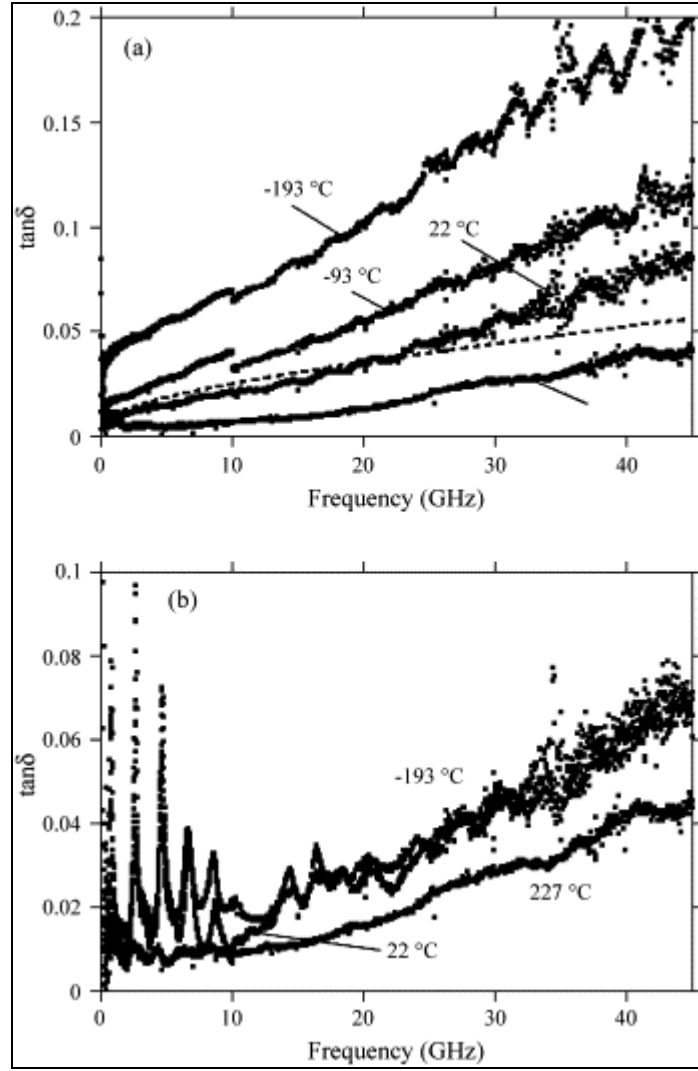 0.2
(a)
0.15
-193 °C
tanδ
0.1
22 °C
-93 °C
0.05
0
0 10 20 30 40
Frequency (GHz)
0.1
(b)
0.08
0.06
tanδ
-193 °C
0.04
227 °C
0.02
22 °C
0
0 10 20 30 40
Frequency (GHz)